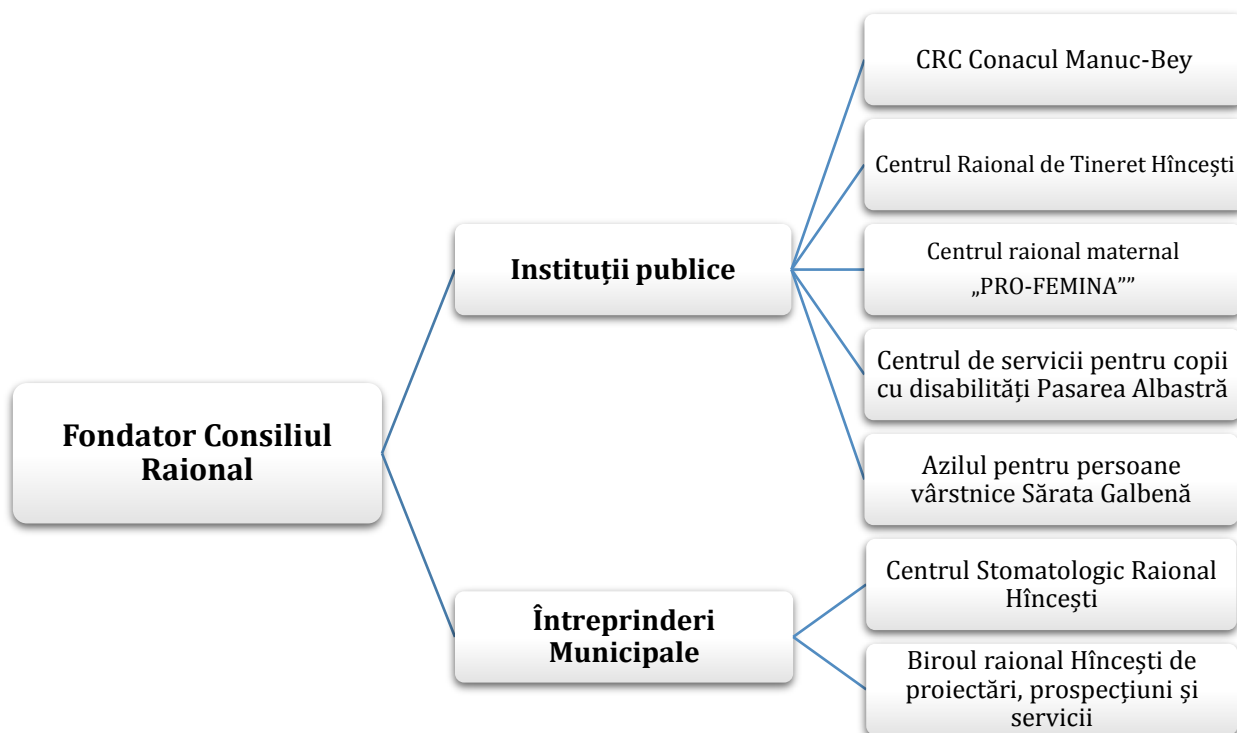 Fondator Consiliul
Raional
Instituții publice
CRC Conacul Manuc-Bey
Centrul Raional de Tineret Hîncești
Centrul raional maternal
„PRO-FEMINA””
Centrul de servicii pentru copii
cu disabilități Pasarea Albastră
Azilul pentru persoane
vârstnice Sărata Galbenă
Întreprinderi
Municipale
Centrul Stomatologic Raional
Hîncești
Biroul raional Hîncești de
proiectări, prospecțiuni și
servicii